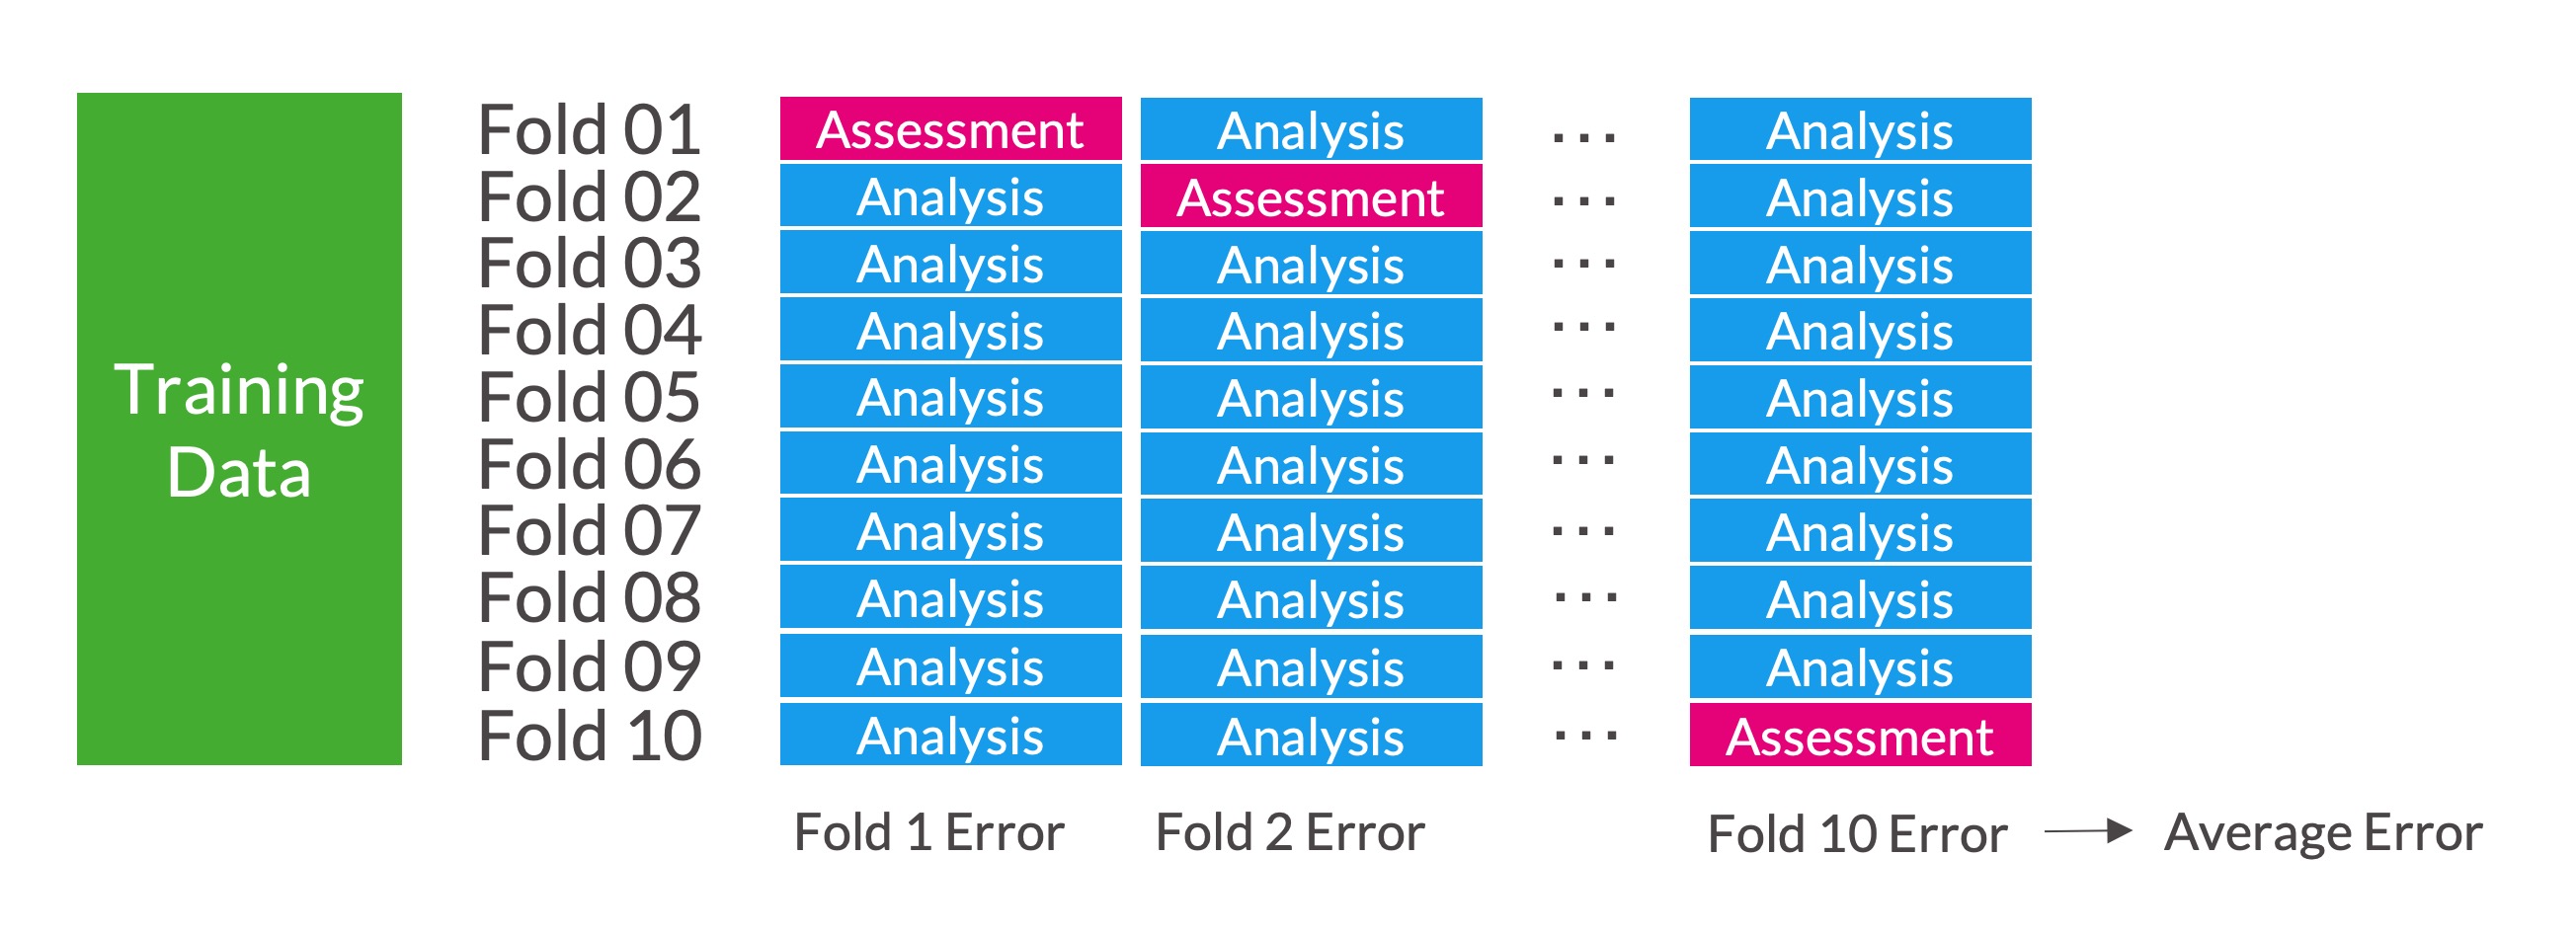 Training
Data
Fold 01 Assessment Analysis ... Analysis
Fold 02 Analysis Assessment ... Analysis
Fold 03 Analysis Analysis ... Analysis
Fold 04 Analysis Analysis ... Analysis
Fold 05 Analysis Analysis ... Analysis
Fold 06 Analysis Analysis ... Analysis
Fold 07 Analysis Analysis ... Analysis
Fold 08 Analysis Analysis ... Analysis
Fold 09 Analysis Analysis ... Analysis
Fold 10 Analysis Analysis ... Assessment
Fold 1 Error Fold 2 Error Fold 10 Error → Average Error